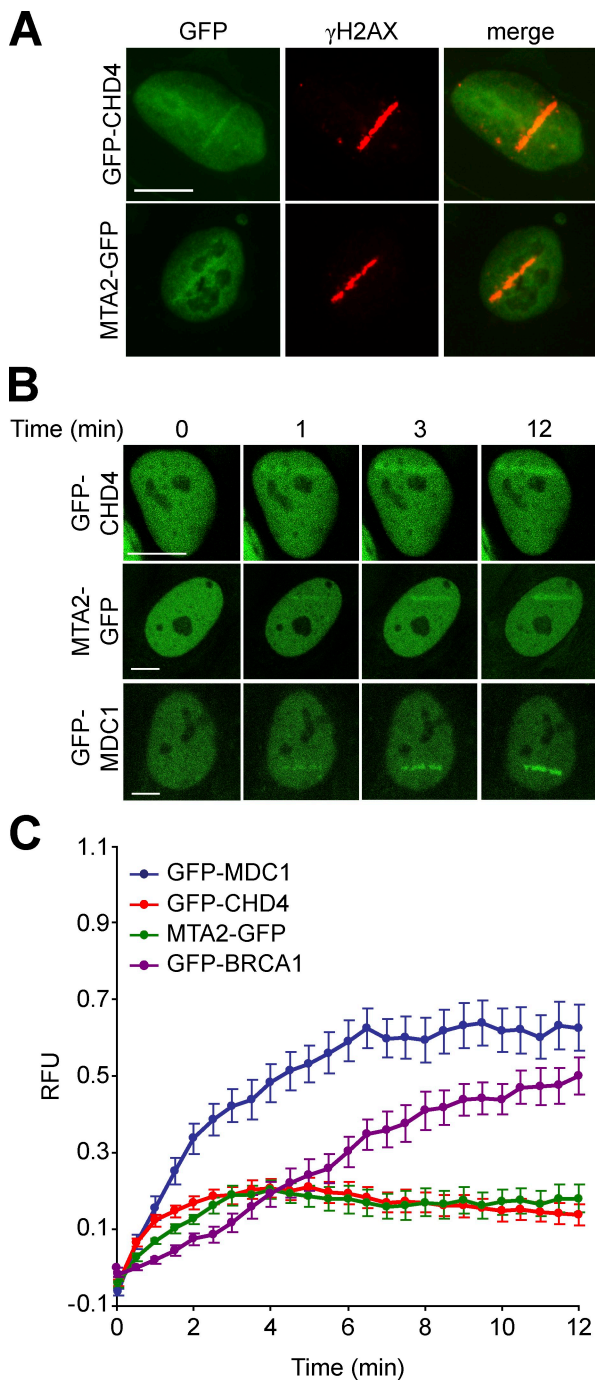 A
GFP γH2AX merge
GFP-CHD4
MTA2-GFP
B
Time (min) 0 1 3 12
GFP-
CHD4
MTA2-
GFP
GFP-
MDC1
C
1.1
GFP-MDC1
GFP-CHD4
MTA2-GFP
GFP-BRCA1
0.9
0.7
0.5
0.3
0.1
-0.1
RFU
0 2 4 6 8 10 12
Time (min)